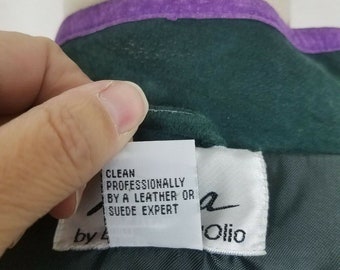 CLEAN
PROFESSIONALLY
BY A LEATHER OR
SUEDE EXPERT
by
Olio